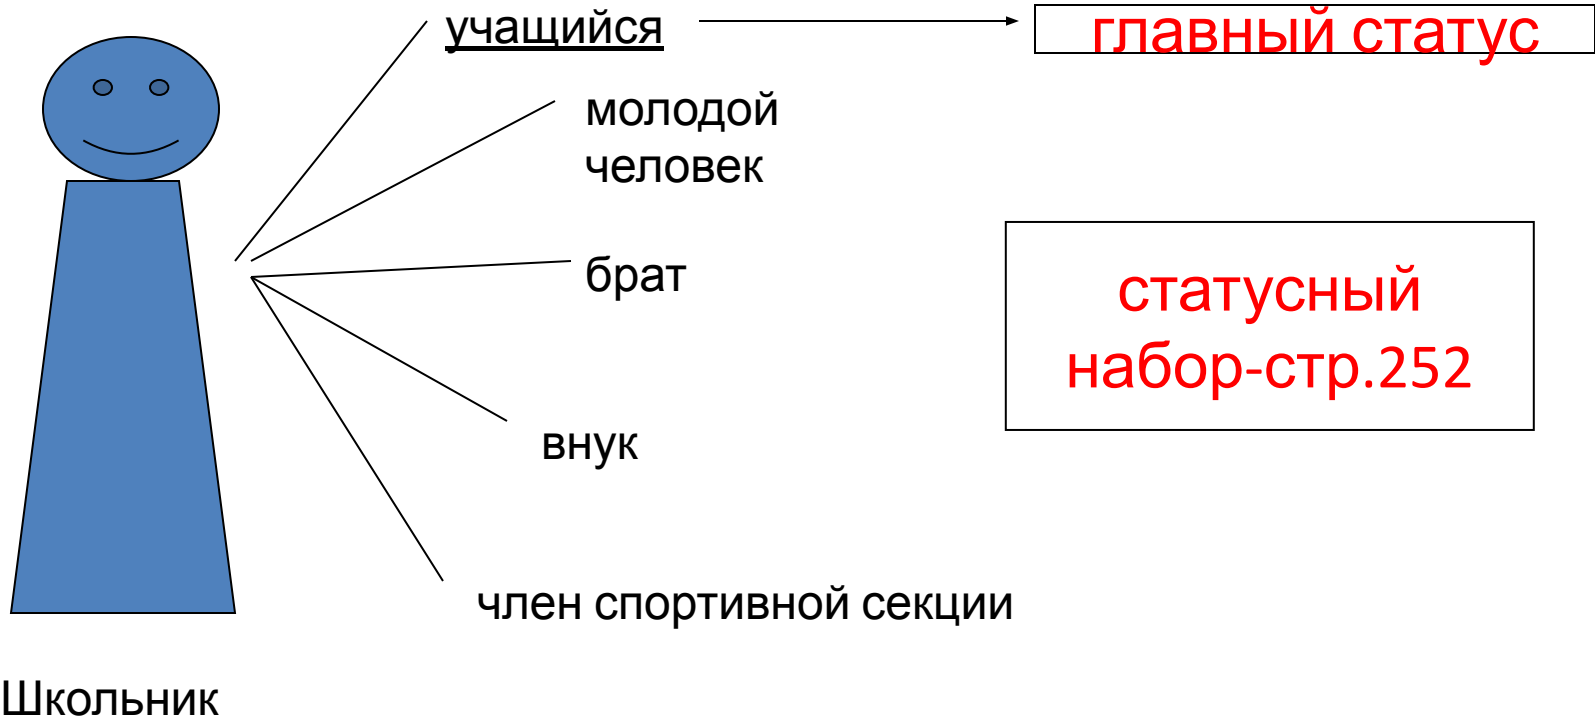 учащийся
главный статус
молодой
человек
брат
статусный
набор-стр.252
внук
член спортивной секции
Школьник